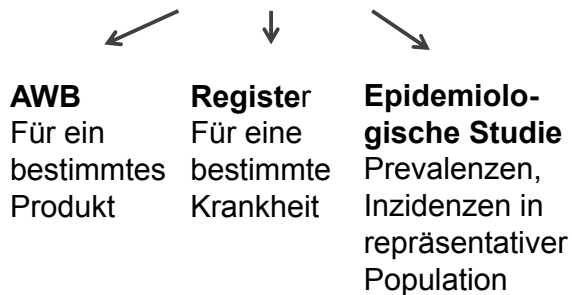 AWB
Für ein
bestimmtes
Produkt
Register
Für eine
bestimmte
Krankheit
Epidemiolo-
gische Studie
Prevalenzen,
Inzidenzen in
repräsentativer
Population